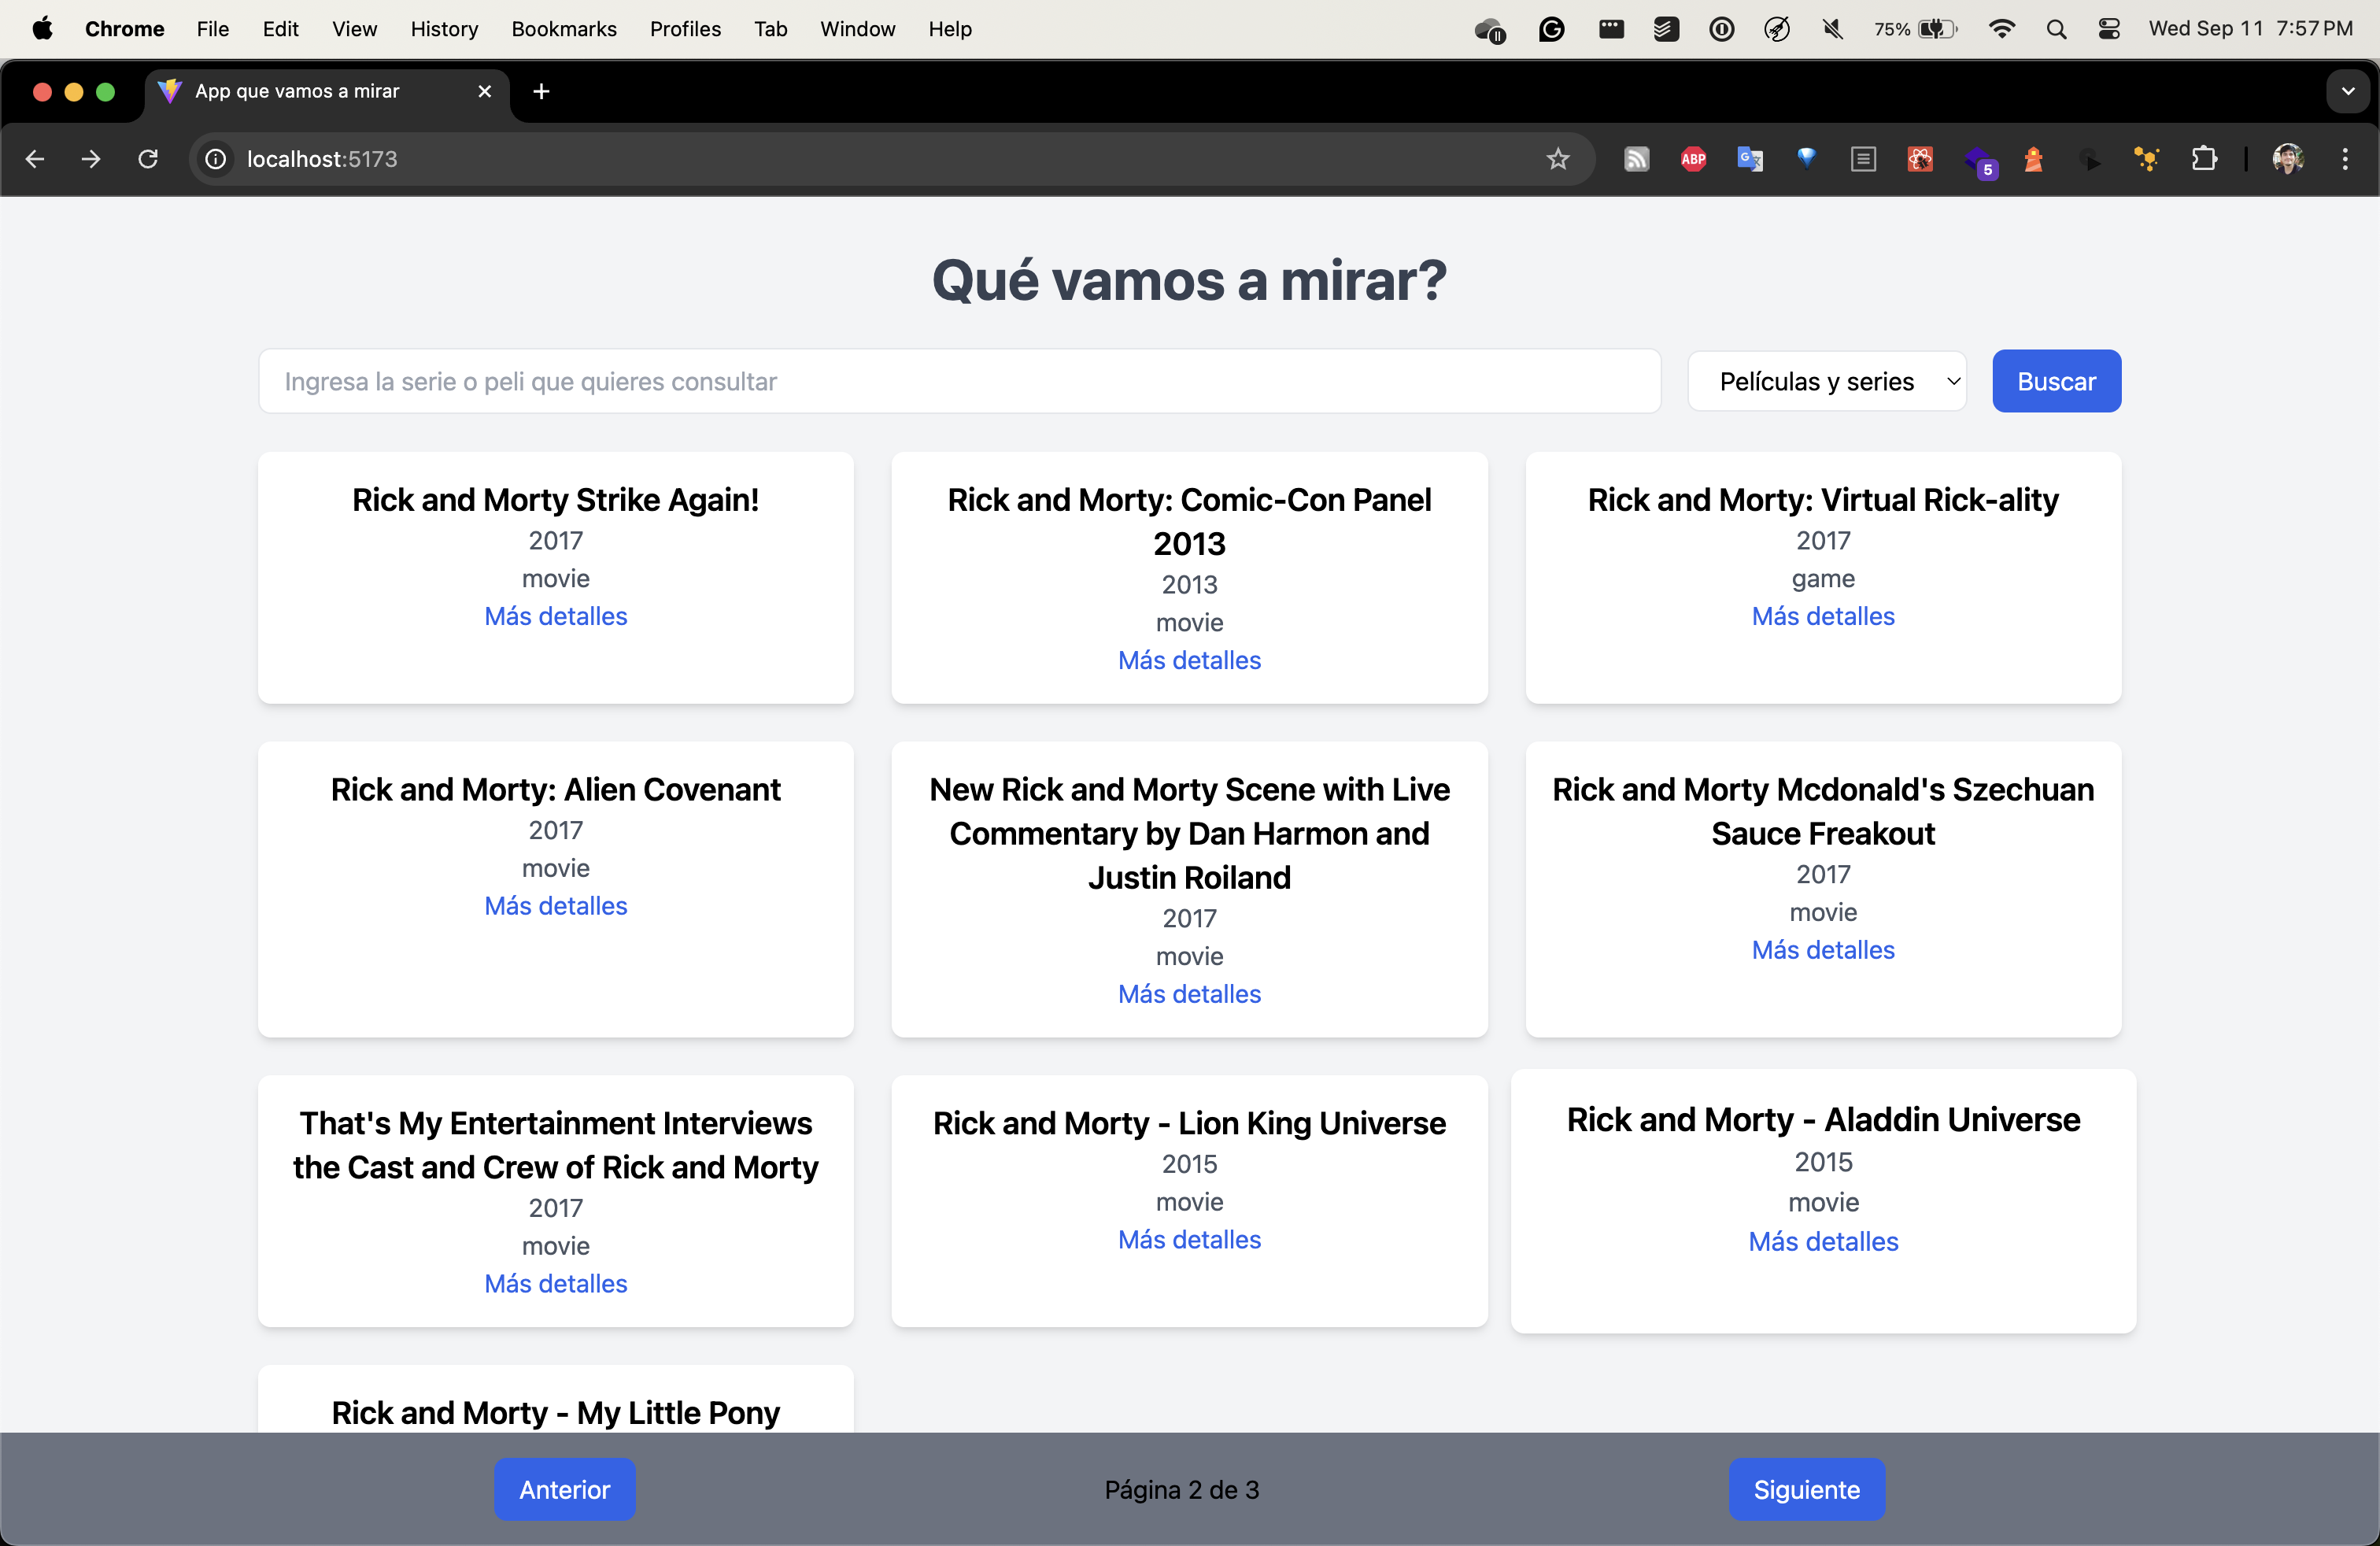 Chrome File Edit View History Bookmarks Profiles Tab Window Help 75% Wed Sep 11 7:57 PM
App que vamos a mirar
localhost:5173 ABP G 5
Qué vamos a mirar?
Ingresa la serie o peli que quieres consultar Películas y series Buscar
Rick and Morty Strike Again!
2017
movie
Más detalles
Rick and Morty: Comic-Con Panel
2013
2013
movie
Más detalles
Rick and Morty: Virtual Rick-ality
2017
game
Más detalles
Rick and Morty: Alien Covenant
2017
movie
Más detalles
New Rick and Morty Scene with Live
Commentary by Dan Harmon and
Justin Roiland
2017
movie
Más detalles
Rick and Morty Mcdonald's Szechuan
Sauce Freakout
2017
movie
Más detalles
That's My Entertainment Interviews
the Cast and Crew of Rick and Morty
2017
movie
Más detalles
Rick and Morty - Lion King Universe
2015
movie
Más detalles
Rick and Morty - Aladdin Universe
2015
movie
Más detalles
Rick and Morty - My Little Pony
Anterior Página 2 de 3 Siguiente